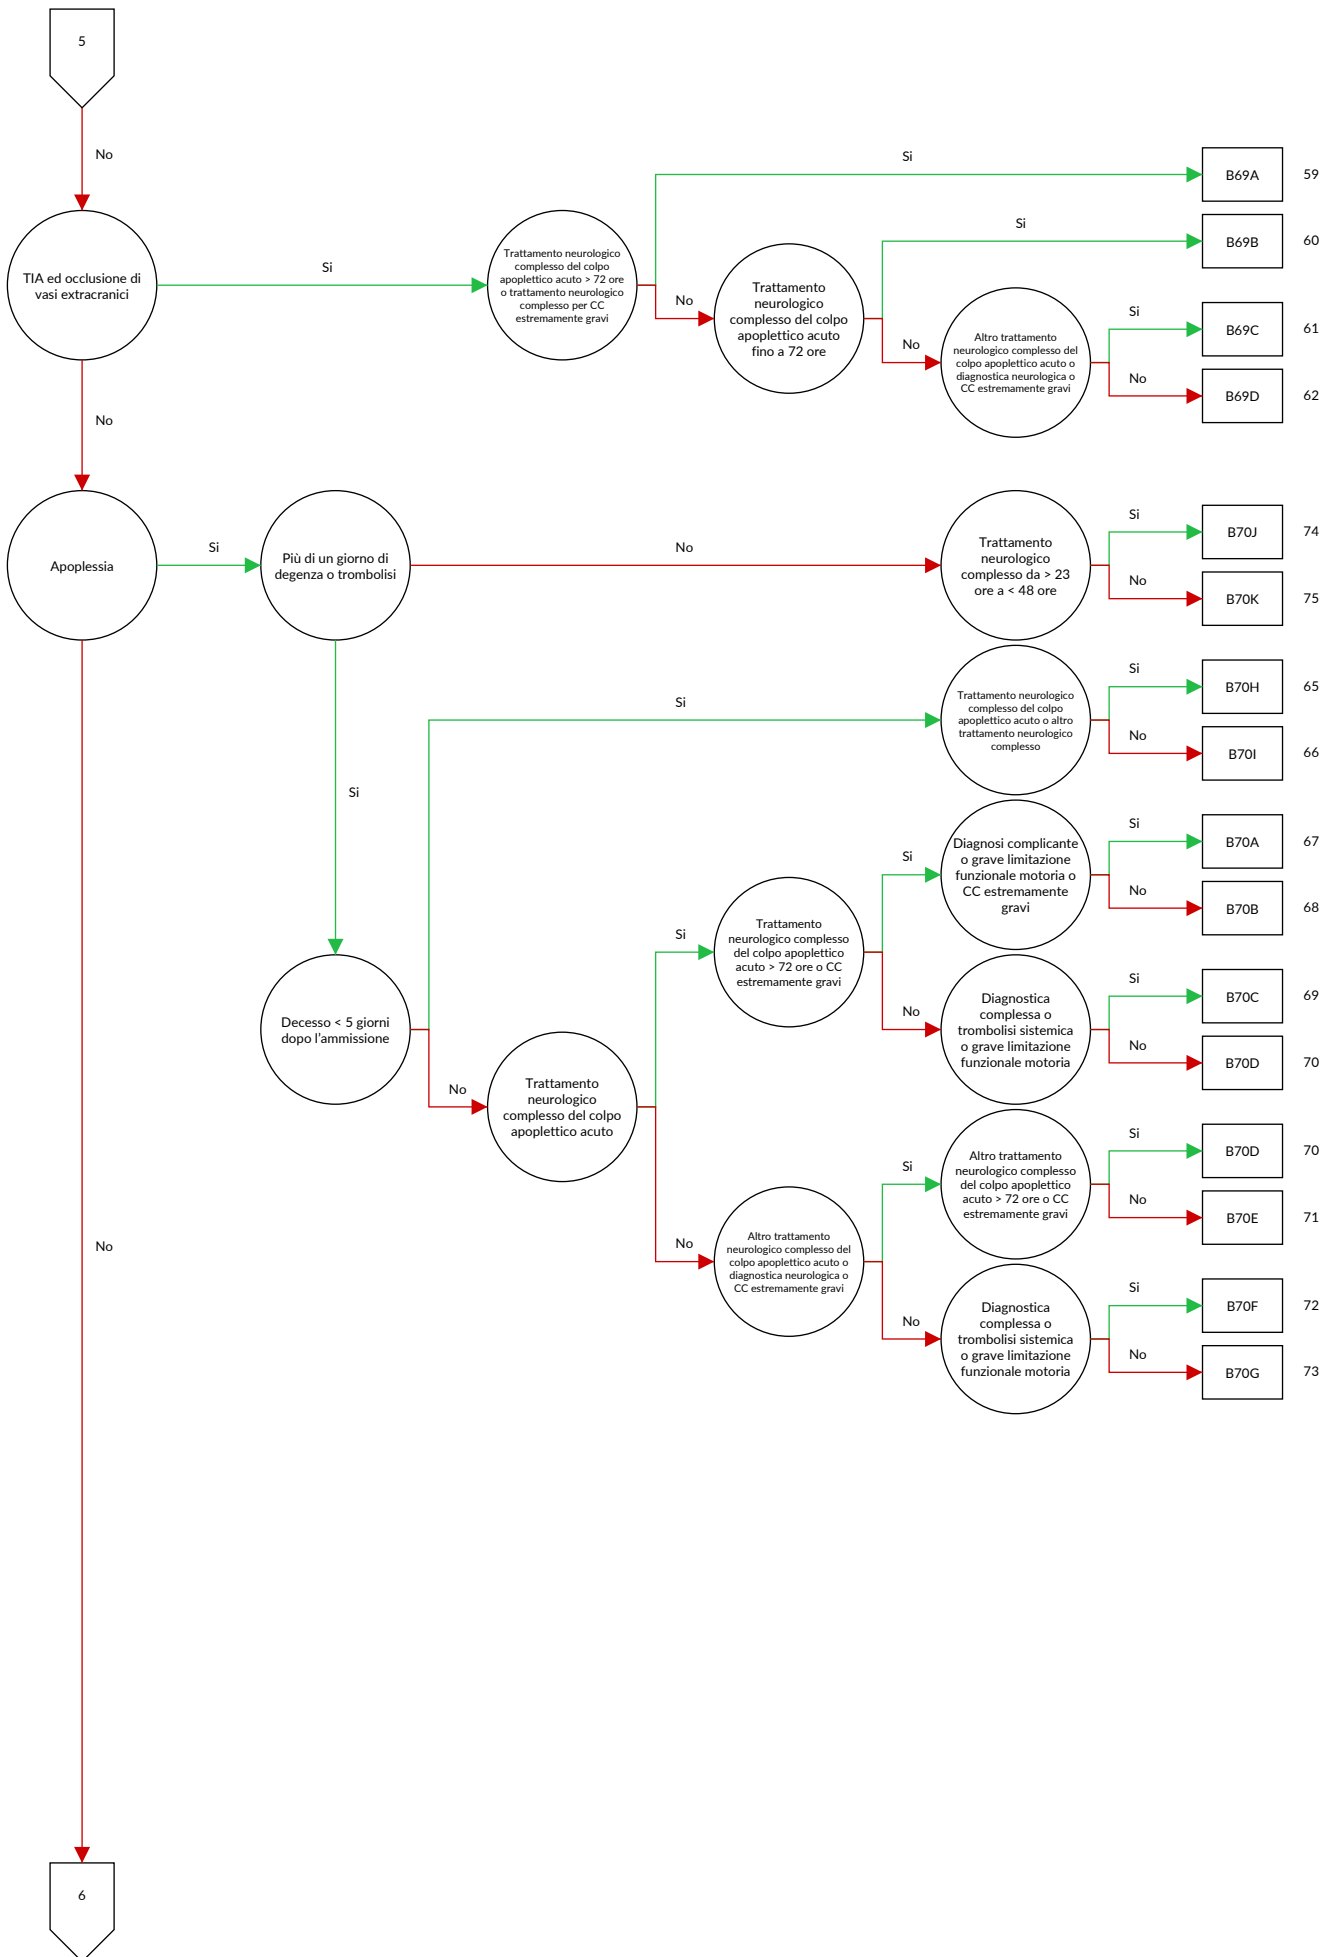 5
No
TIA ed occlusione di
vasi extracranici
Si
Trattamento neurologico
complesso del colpo
apoplettico acuto > 72 ore
o trattamento neurologico
complesso per CC
estremamente gravi
Si
B69A
59
No
Trattamento
neurologico
complesso del colpo
apoplettico acuto
fino a 72 ore
Si
B69B
60
No
Altro trattamento
neurologico complesso del
colpo apoplettico acuto o
diagnostica neurologica o
CC estremamente gravi
Si
B69C
61
No
B69D
62
No
Apoplessia
Si
Più di un giorno di
degenza o trombolisi
No
Trattamento
neurologico
complesso da > 23
ore a < 48 ore
Si
B70J
74
No
B70K
75
Si
Decesso < 5 giorni
dopo l'ammissione
Si
Trattamento neurologico
complesso del colpo
apoplettico acuto o altro
trattamento neurologico
complesso
Si
B70H
65
No
B70I
66
No
Trattamento
neurologico
complesso del colpo
apoplettico acuto
Si
Trattamento
neurologico complesso
del colpo apoplettico
acuto > 72 ore o CC
estremamente gravi
Si
Diagnosi complicante
o grave limitazione
funzionale motoria o
CC estremamente
gravi
Si
B70A
67
No
B70B
68
No
Diagnostica
complessa o
trombolisi sistemica
o grave limitazione
funzionale motoria
Si
B70C
69
No
B70D
70
No
Altro trattamento
neurologico complesso del
colpo apoplettico acuto o
diagnostica neurologica o
CC estremamente gravi
Si
Altro trattamento
neurologico complesso
del colpo apoplettico
acuto > 72 ore o CC
estremamente gravi
Si
B70D
70
No
B70E
71
No
Diagnostica
complessa o
trombolisi sistemica
o grave limitazione
funzionale motoria
Si
B70F
72
No
B70G
73
No
6